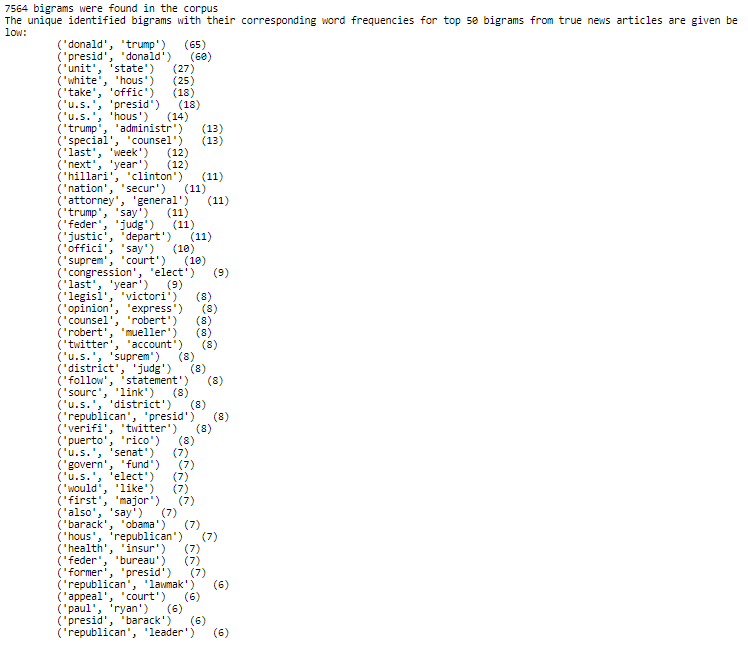 7564 bigrams were found in the corpus
The unique identified bigrams with their corresponding word frequencies for top 50 bigrams from true news articles are given be
low:
('donald', 'trump') (65)
('presid', 'donald') (60)
('unit', 'state') (27)
('white', 'hous') (25)
('take', 'offic') (18)
('u.s.', 'presid') (18)
('u.s.', 'hous') (14)
('trump', 'administr') (13)
('special', 'counsel') (13)
('last', 'week') (12)
('next', 'year') (12)
('hillari', 'clinton') (11)
('nation', 'secur') (11)
('attorney', 'general') (11)
('trump', 'say') (11)
('feder', 'judg') (11)
('justic', 'depart') (11)
('offici', 'say') (10)
('suprem', 'court') (10)
('congression', 'elect') (9)
('last', 'year') (9)
('legisl', 'victori') (8)
('opinion', 'express') (8)
('counsel', 'robert') (8)
('robert', 'mueller') (8)
('twitter', 'account') (8)
('u.s.', 'suprem') (8)
('district', 'judg') (8)
('follow', 'statement') (8)
('sourc', 'link') (8)
('u.s.', 'district') (8)
('republican', 'presid') (8)
('verifi', 'twitter') (8)
('puerto', 'rico') (8)
('u.s.', 'senat') (7)
('govern', 'fund') (7)
('u.s.', 'elect') (7)
('would', 'like') (7)
('first', 'major') (7)
('also', 'say') (7)
('barack', 'obama') (7)
('hous', 'republican') (7)
('health', 'insur') (7)
('feder', 'bureau') (7)
('former', 'presid') (7)
('republican', 'lawmak') (6)
('appeal', 'court') (6)
('paul', 'ryan') (6)
('presid', 'barack') (6)
('republican', 'leader') (6)